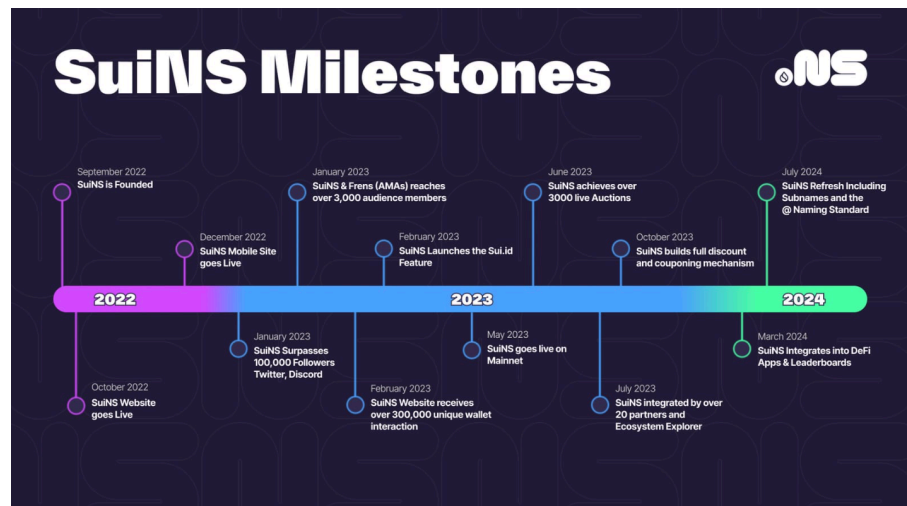 SuiNS Milestones
.NS
September 2022
SuiNS is Founded
January 2023
SuiNS & Frens (AMAs) reaches
over 3,000 audience members
June 2023
SuiNS achieves over
3000 live Auctions
July 2024
SuiNS Refresh Including
Subnames and the
@ Naming Standard
December 2022
SuiNS Mobile Site
goes Live
February 2023
SuiNS Launches the Sui.id
Feature
October 2023
SuiNS builds full discount
and couponing mechanism
2022
2023
2024
January 2023
SuiNS Surpasses
100,000 Followers
Twitter, Discord
May 2023
SuiNS goes live on
Mainnet
March 2024
SuiNS Integrates into DeFi
Apps & Leaderboards
October 2022
SuiNS Website
goes Live
February 2023
SuiNS Website receives
over 300,000 unique wallet
interaction
July 2023
SuiNS integrated by over
20 partners and
Ecosystem Explorer